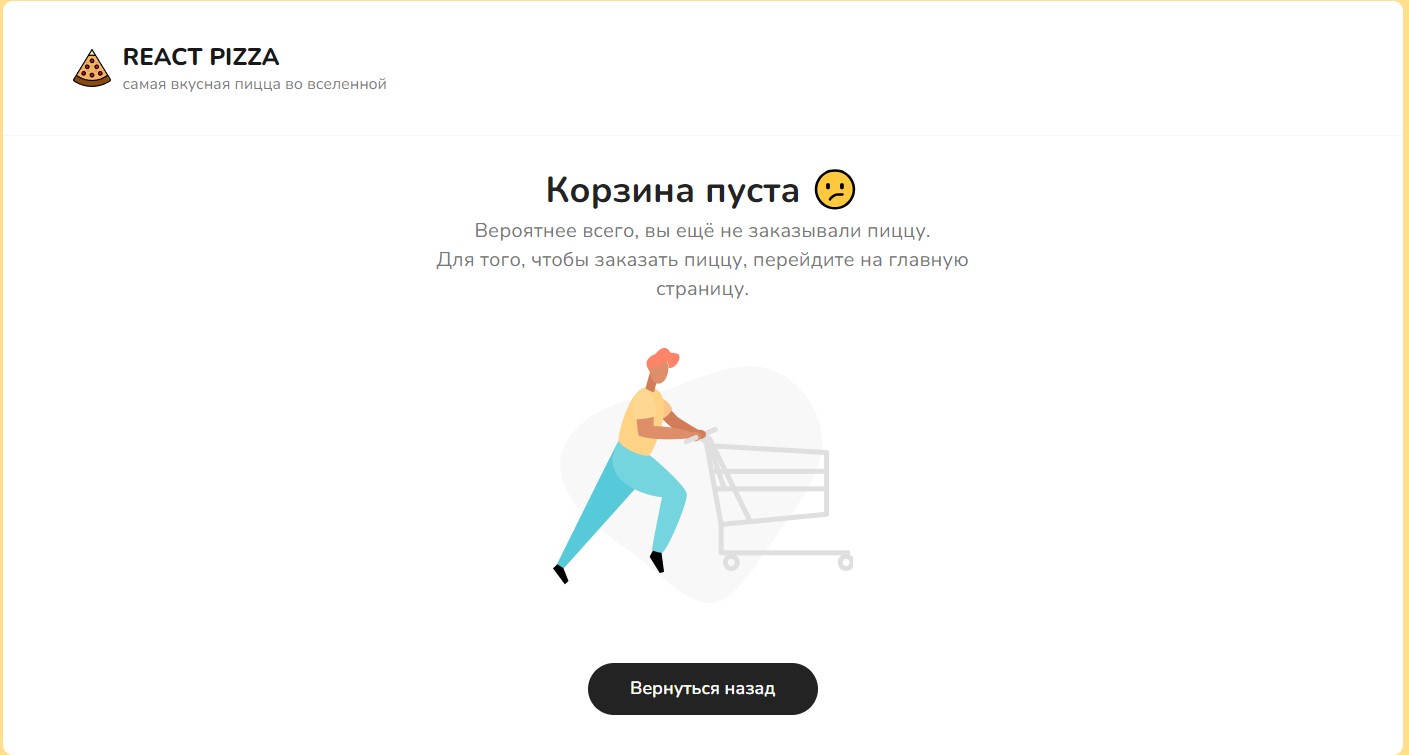 REACT PIZZA
самая вкусная пицца во вселенной
Корзина пуста 😕
Вероятнее всего, вы ещё не заказывали пиццу.
Для того, чтобы заказать пиццу, перейдите на главную
страницу.
Вернуться назад